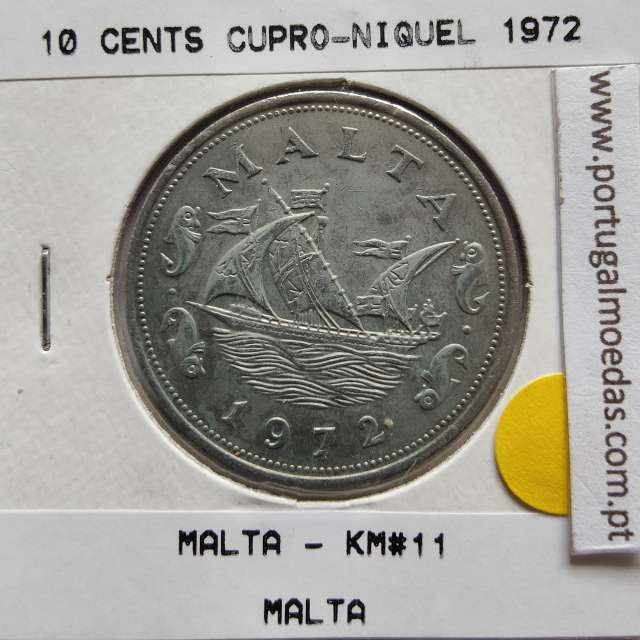 10 CENTS CUPRO-NIQUEL 1972
www.portugalmoedas.com.pt
MALTA
1972
MALTA - KM#11
MALTA